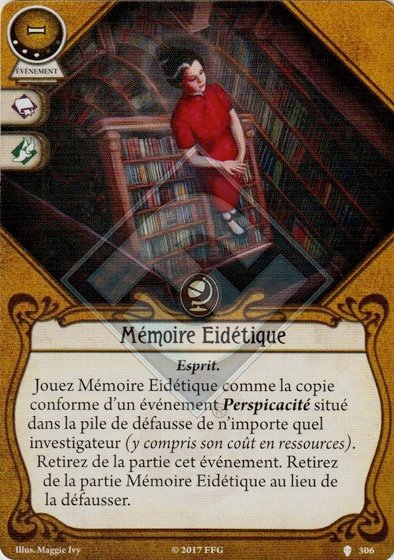 ÉVÉNEMENT
Mémoire Eidétique
Esprit.
Jouez Mémoire Eidétique comme la copie
conforme d'un événement Perspicacité situé
dans la pile de défausse de n'importe quel
investigateur (y compris son coût en ressources).
Retirez de la partie cet événement. Retirez
de la partie Mémoire Eidétique au lieu de
la défausser.
Illus. Maggie Ivy © 2017 FFG 306